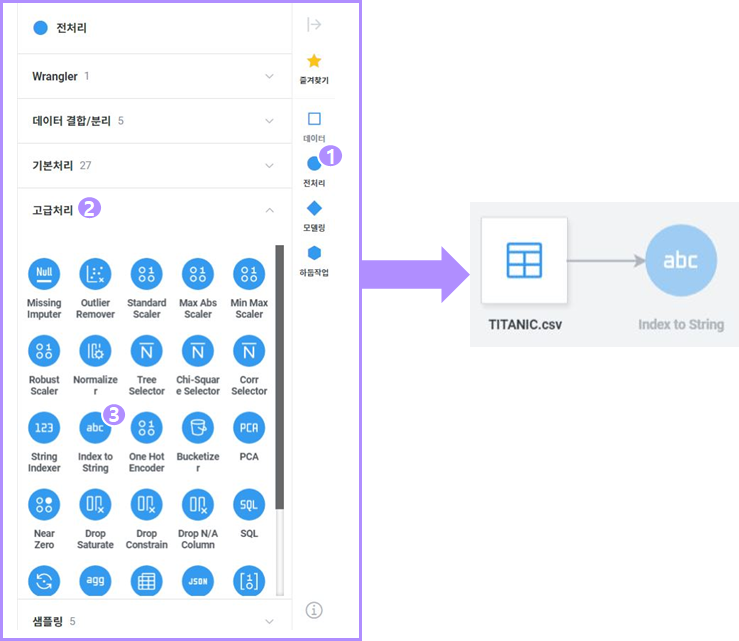 전처리
Wrangler 1
데이터 결합/분리 5
기본처리 27
고급처리 2
Null
Missing
Imputer
Outlier
Remover
Standard
Scaler
Max Abs
Scaler
Min Max
Scaler
Robust
Scaler
Normalize
r
N
Tree
Selector
N
Chi-Squar
e Selector
N
Corr
Selector
123
String
Indexer
abc 3
Index to
String
One Hot
Encoder
Bucketize
r
PCA
PCA
Near
Zero
Drop
Saturate
Drop
Constrain
Drop N/A
Column
SQL
SQL
agg
JSON
샘플링 5
즐겨찾기
데이터
1
전처리
모델링
하둡작업
TITANIC.csv
abc
Index to String